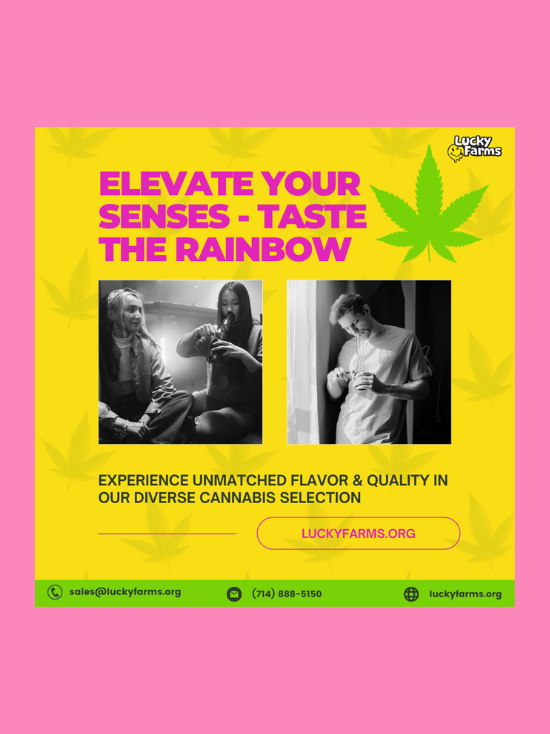 Lucky
Farms
ELEVATE YOUR
SENSES - TASTE
THE RAINBOW
EXPERIENCE UNMATCHED FLAVOR & QUALITY IN
OUR DIVERSE CANNABIS SELECTION
LUCKYFARMS.ORG
sales@luckyfarms.org
(714) 888-5150
luckyfarms.org